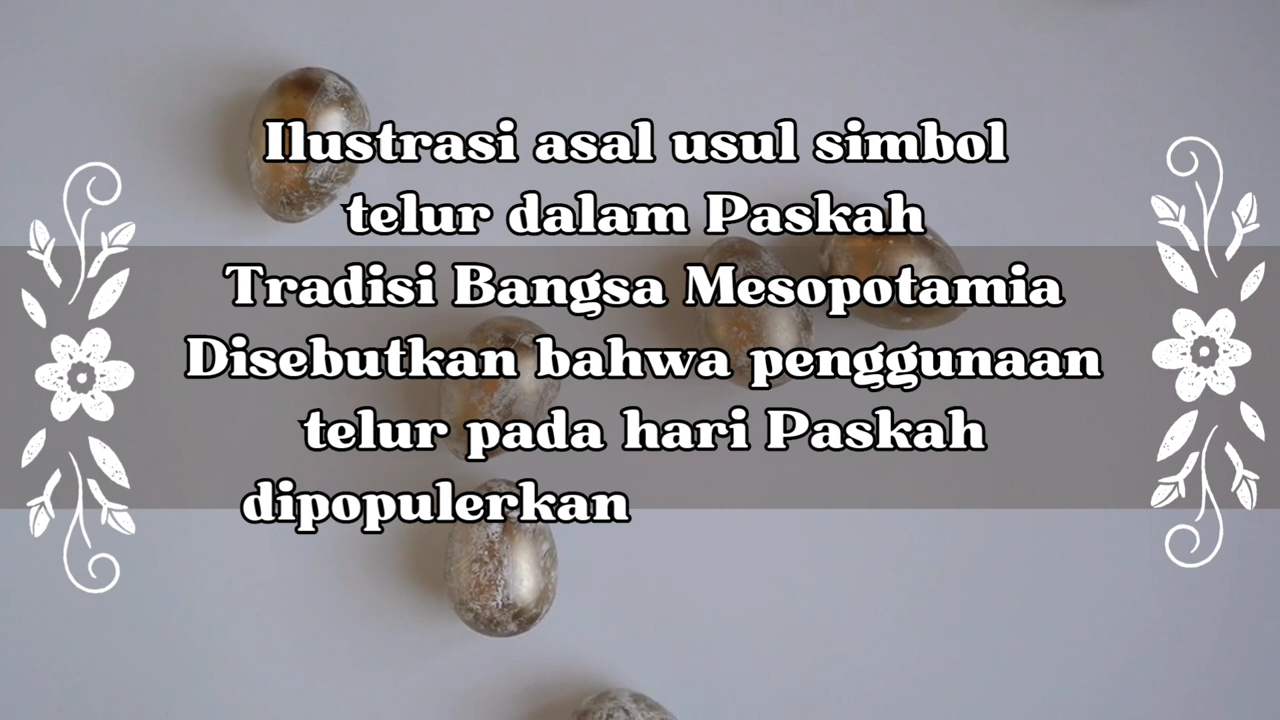 Ilustrasi asal usul simbol
telur dalam Paskah
Tradisi Bangsa Mesopotamia
Disebutkan bahwa penggunaan
telur pada hari Paskah
dipopulerkan